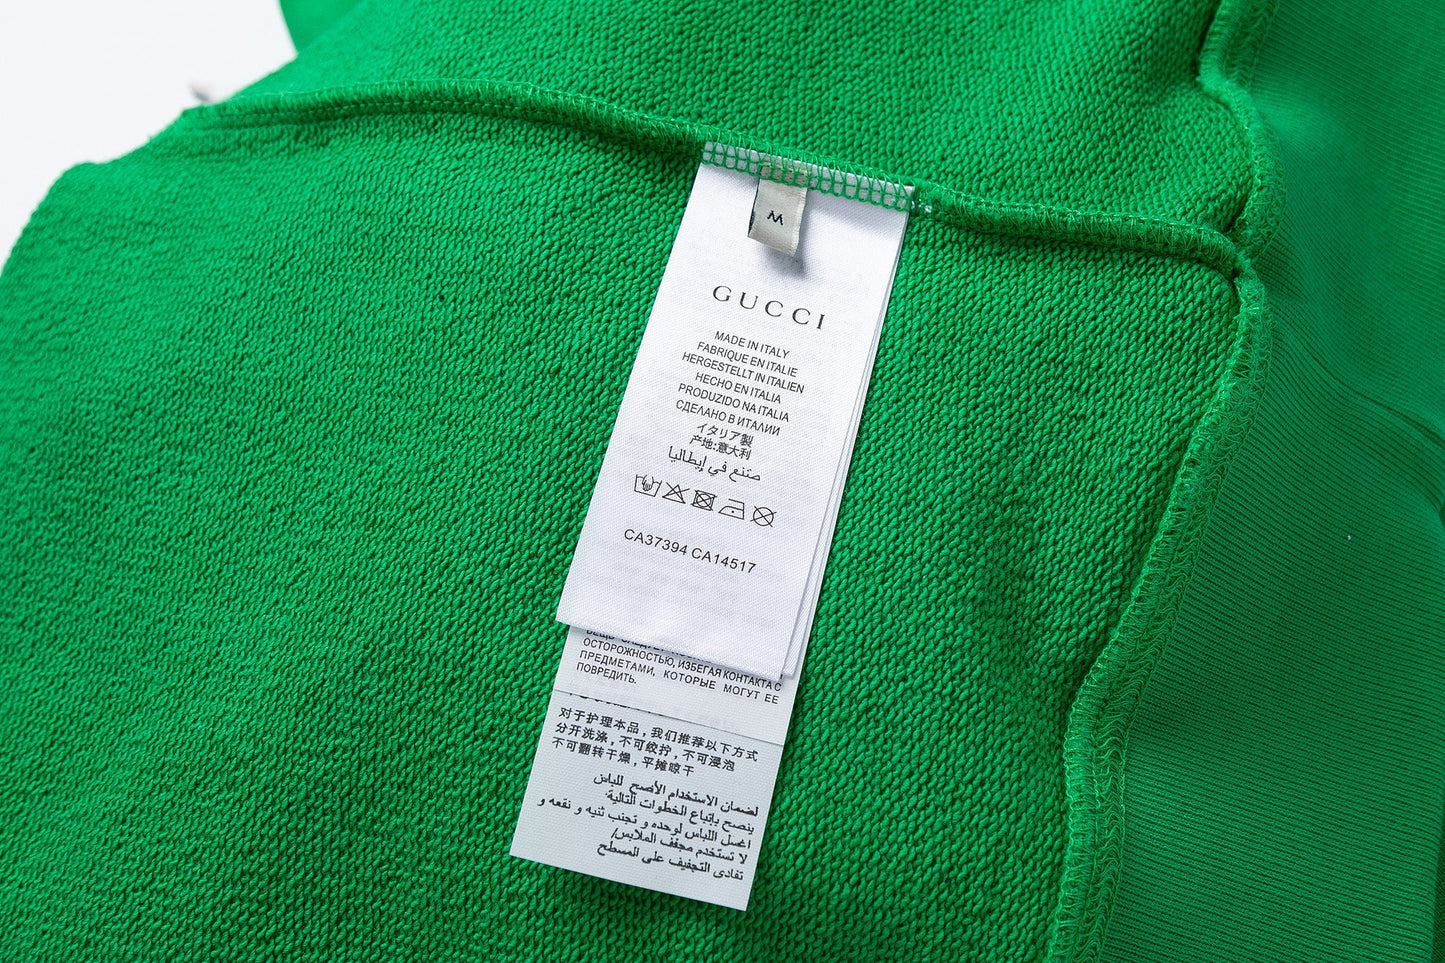 M
GUCCI
MADE IN ITALY
FABRIQUE EN ITALIE
HERGESTELLT IN ITALIEN
HECHO EN ITALIA
PRODUZIDO NA ITALIA
СДЕЛАНО В ИТАЛИИ
イタリア製
产地:意大利
صتنع في إيطاليا
CA37394 CA14517
ОСТОРОЖНОСТЬЮ, ИЗБЕГАЯ КОНТАКТА С
ПРЕДМЕТАМИ, КОТОРЫЕ МОГУТ ЕЕ
ПОВРЕДИТЬ.
对于护理本品，我们推荐以下方式
分开洗涤，不可绞拧，不可浸泡
不可翻转干燥，平摊晾干
لضمان الاستخدام الأصح للباس
ينصح بإتباع الخطوات التالية:
اغسل اللباس لوحده و تجنب ثنيه و نقعه و
لا تستخدم مجفف الملابس/
تفادى التجفيف على المسطح